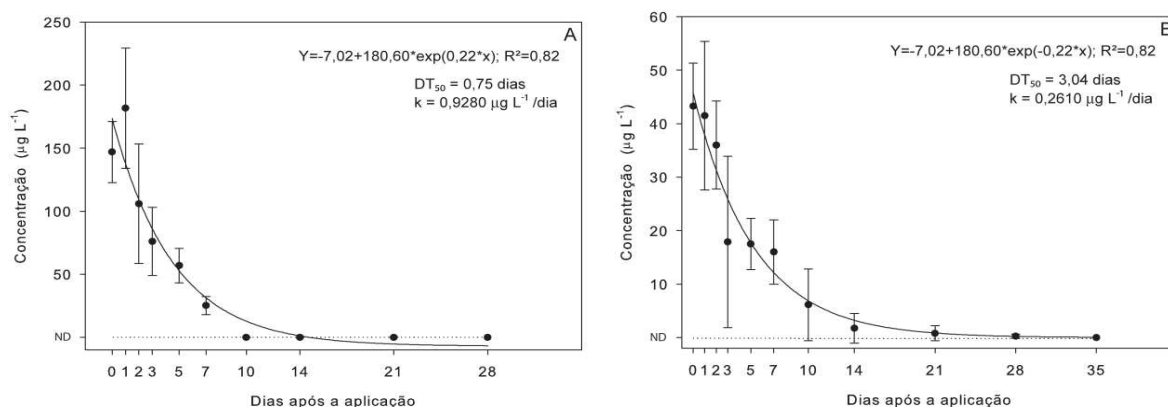 A
Y=-7,02+180,60*exp(0,22*x); R²=0,82
DT₅₀ = 0,75 dias
k = 0,9280 µg L⁻¹ /dia
Concentração (µg L⁻¹)
250
200
150
100
50
ND
0 1 2 3 5 7 10 14 21 28
Dias após a aplicação
Y=-7,02+180,60*exp(-0,22*x); R²=0,82
DT₅₀ = 3,04 dias
k = 0,2610 µg L⁻¹ /dia
Concentração (µg L⁻¹)
60
50
40
30
20
10
ND
0 1 2 3 5 7 10 14 21 28 35
Dias após a aplicação